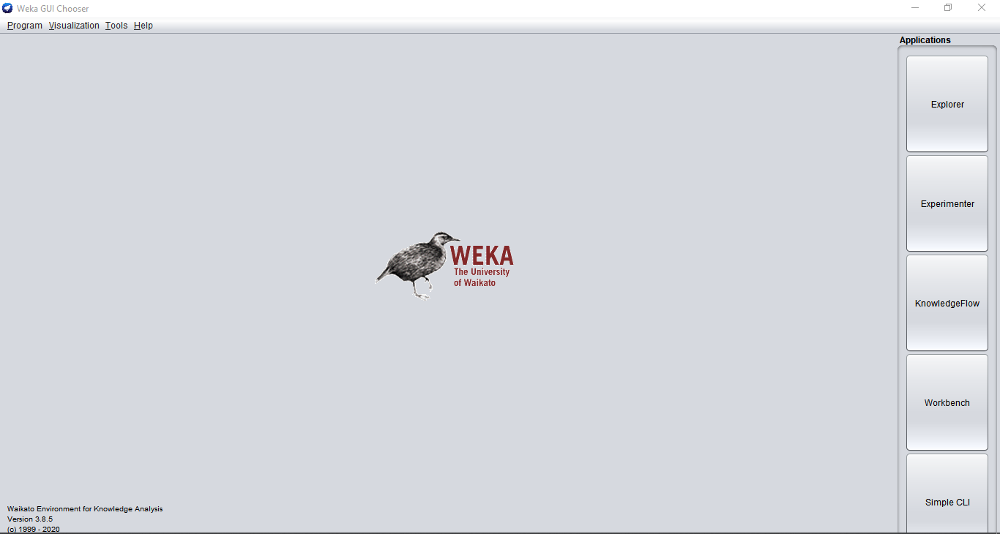 Weka GUI Chooser
Program Visualization Tools Help
Applications
Explorer
Experimenter
KnowledgeFlow
Workbench
Simple CLI
WEKA
The University
of Waikato
Waikato Environment for Knowledge Analysis
Version 3.8.5
(c) 1999 - 2020